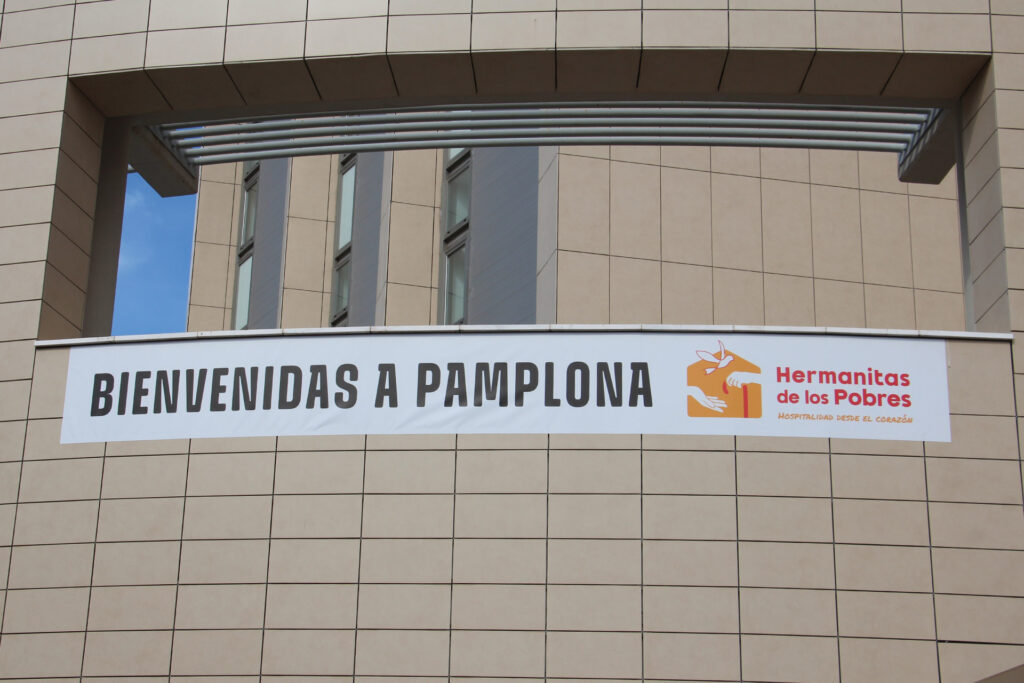 BIENVENIDAS A PAMPLONA
Hermanitas
de los Pobres
HOSPITALIDAD DESDE EL CORAZÓN